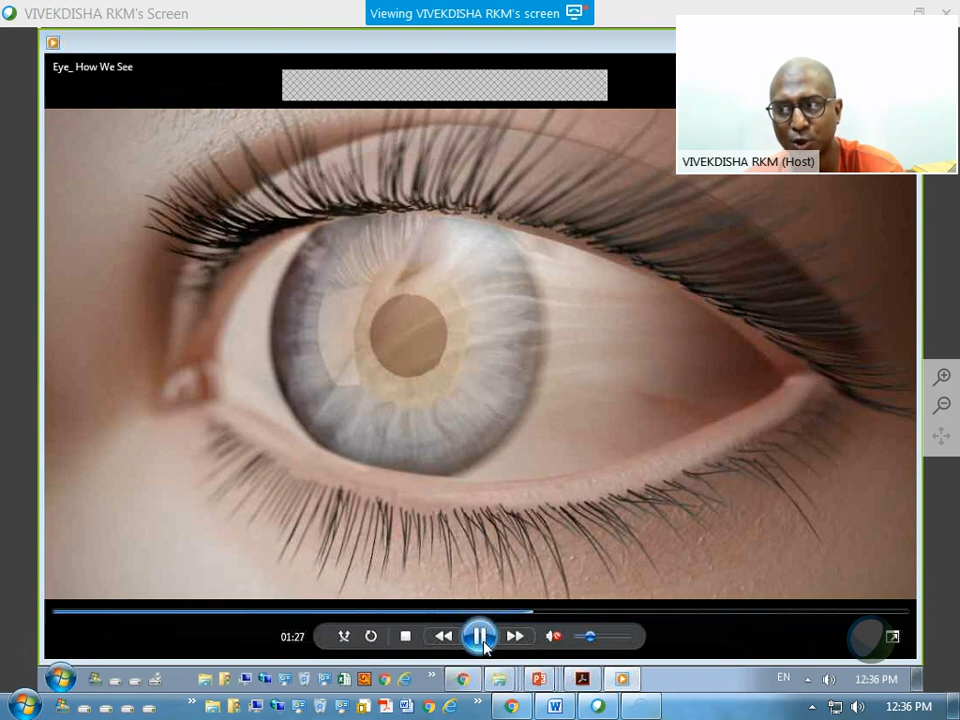 VIVEKDISHA RKM's Screen
Viewing VIVEKDISHA RKM's screen
Eye_ How We See
VIVEKDISHA RKM (Host)
01:27
EN
12:36 PM
12:36 PM